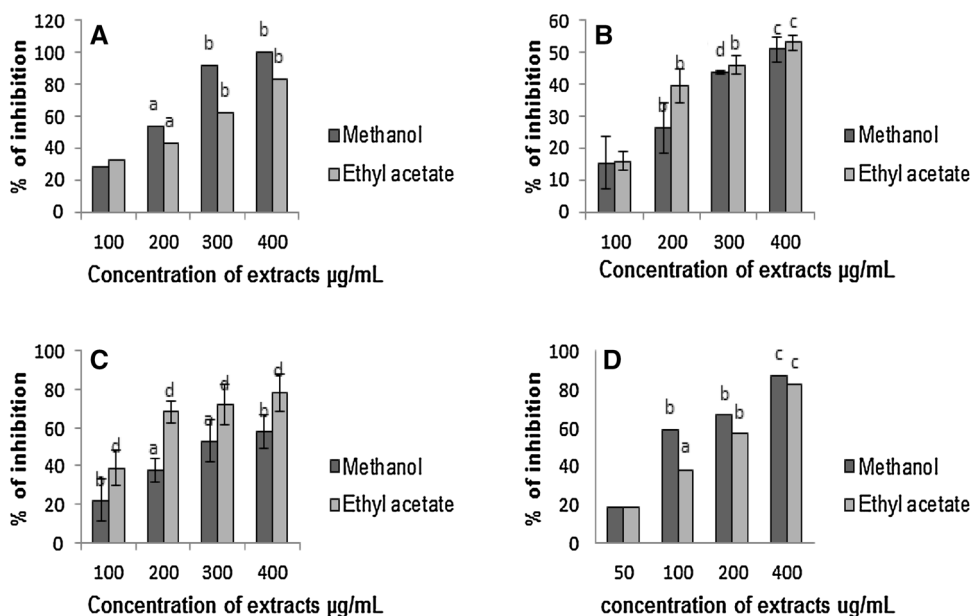 A
% of inhibition
120
100
80
60
40
20
0
b
b
a
b
b
a
Methanol
Ethyl acetate
100 200 300 400
Concentration of extracts µg/mL
B
% of inhibition
60
50
40
30
20
10
0
b
b
d
b
c
c
Methanol
Ethyl acetate
100 200 300 400
Concentration of extracts µg/mL
C
% of inhibition
100
80
60
40
20
0
b
d
a
d
a
d
b
d
Methanol
Ethyl acetate
100 200 300 400
Concentration of extracts µg/mL
D
% of inhibition
100
80
60
40
20
0
b
a
b
b
c
c
Methanol
Ethyl acetate
50 100 200 400
concentration of extracts µg/mL